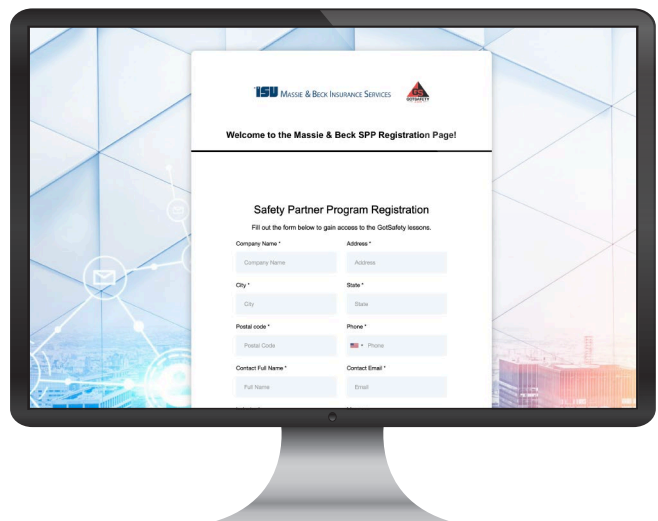 ISU MASSIE & BECK INSURANCE SERVICES
GS
GOTSAFETY
Welcome to the Massie & Beck SPP Registration Page!
Safety Partner Program Registration
Fill out the form below to gain access to the GotSafety lessons.
Company Name * Address *
Company Name Address
City * State *
City State
Postal code * Phone *
Postal Code Phone
Contact Full Name * Contact Email *
Full Name Email